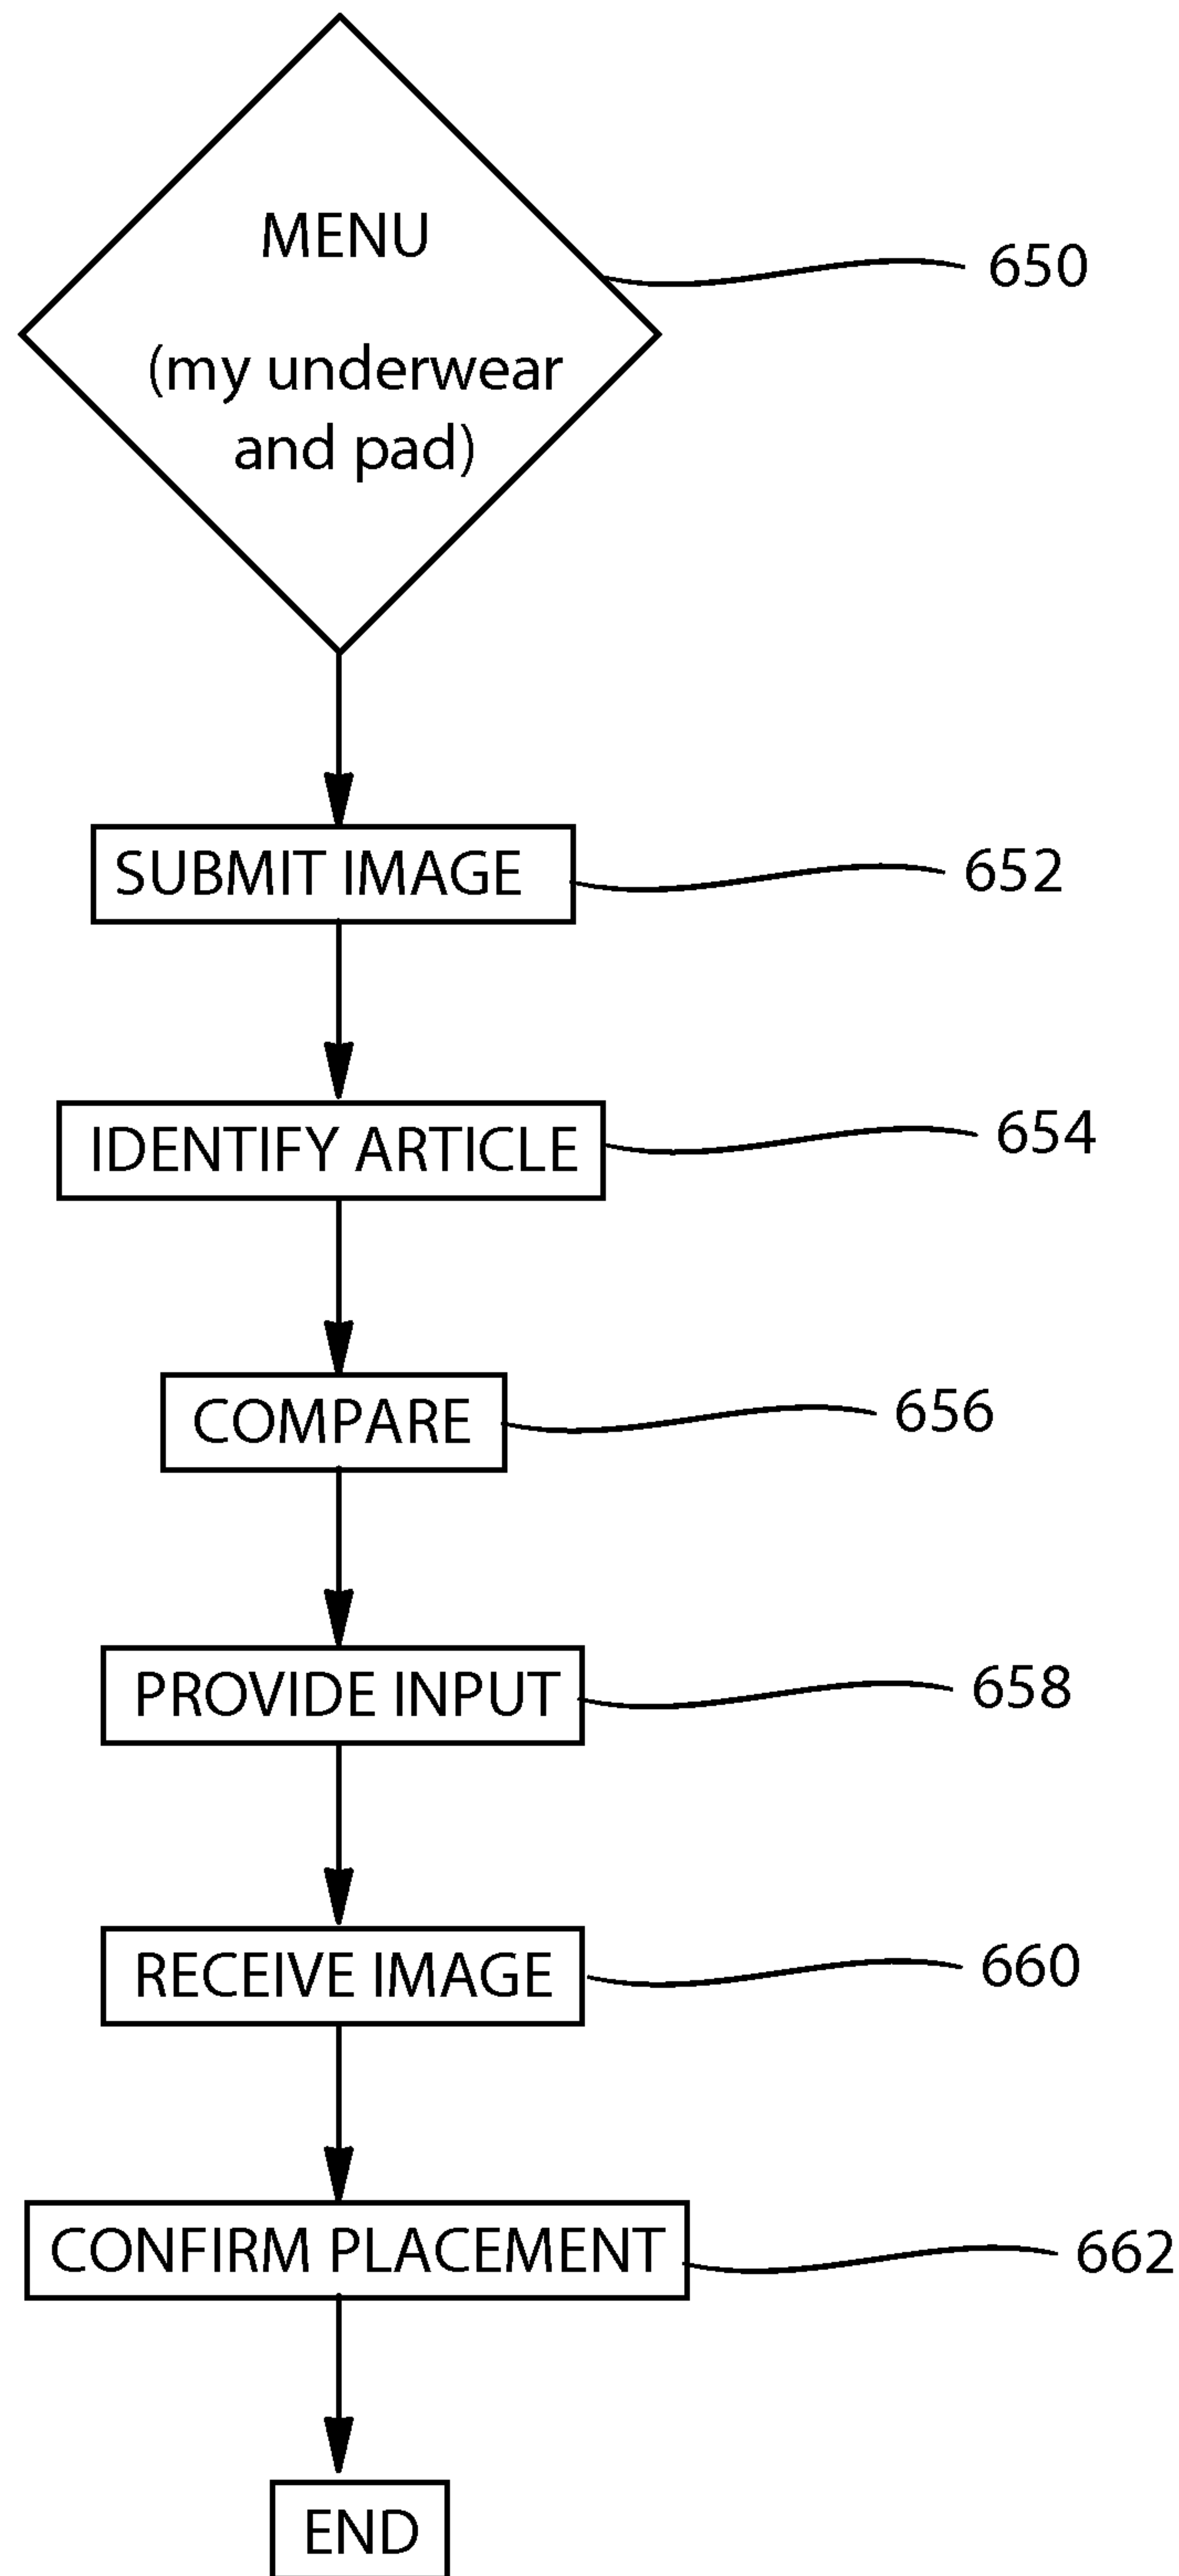 MENU
(my underwear
and pad)
650
SUBMIT IMAGE
652
IDENTIFY ARTICLE
654
COMPARE
656
PROVIDE INPUT
658
RECEIVE IMAGE
660
CONFIRM PLACEMENT
662
END